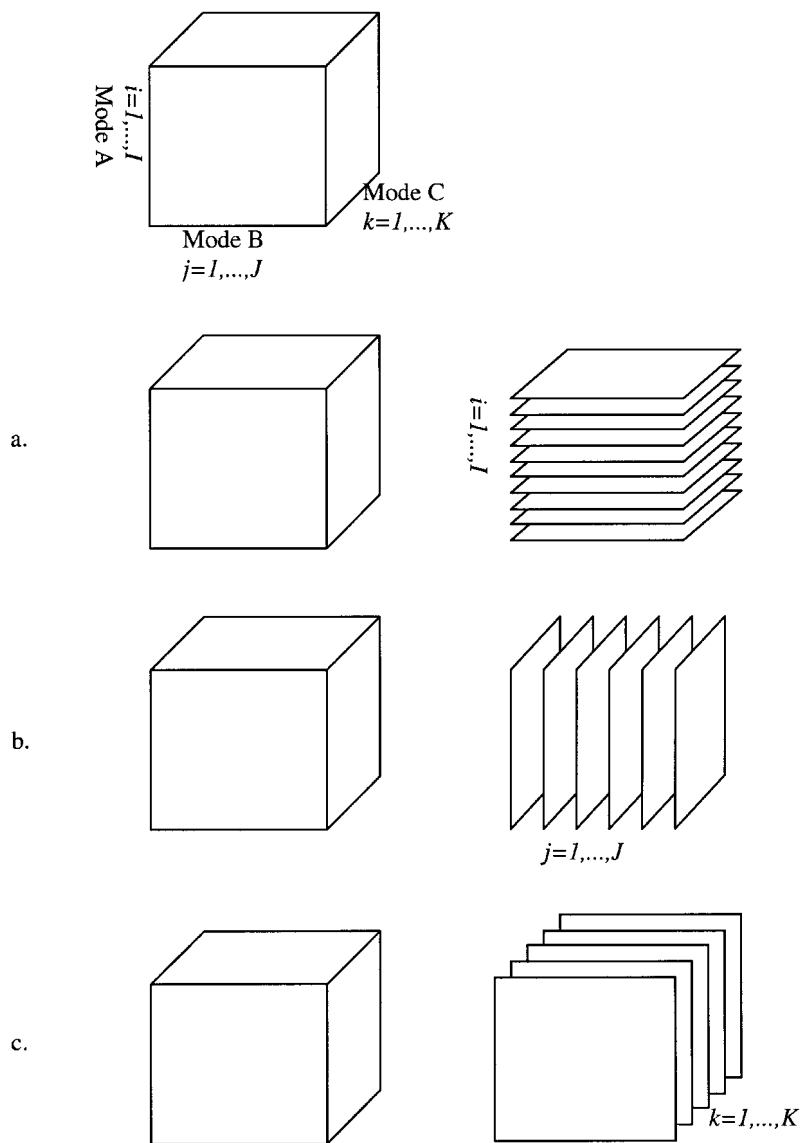 Mode A
i=1,...,I
Mode C
k=1,...,K
Mode B
j=1,...,J
a.
i=1,...,I
b.
j=1,...,J
c.
k=1,...,K